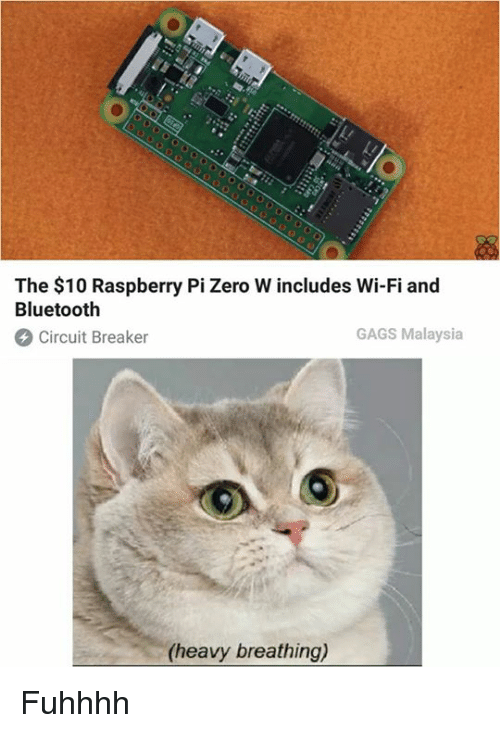 The $10 Raspberry Pi Zero W includes Wi-Fi and
Bluetooth
Circuit Breaker
GAGS Malaysia
(heavy breathing)
Fuhhhh